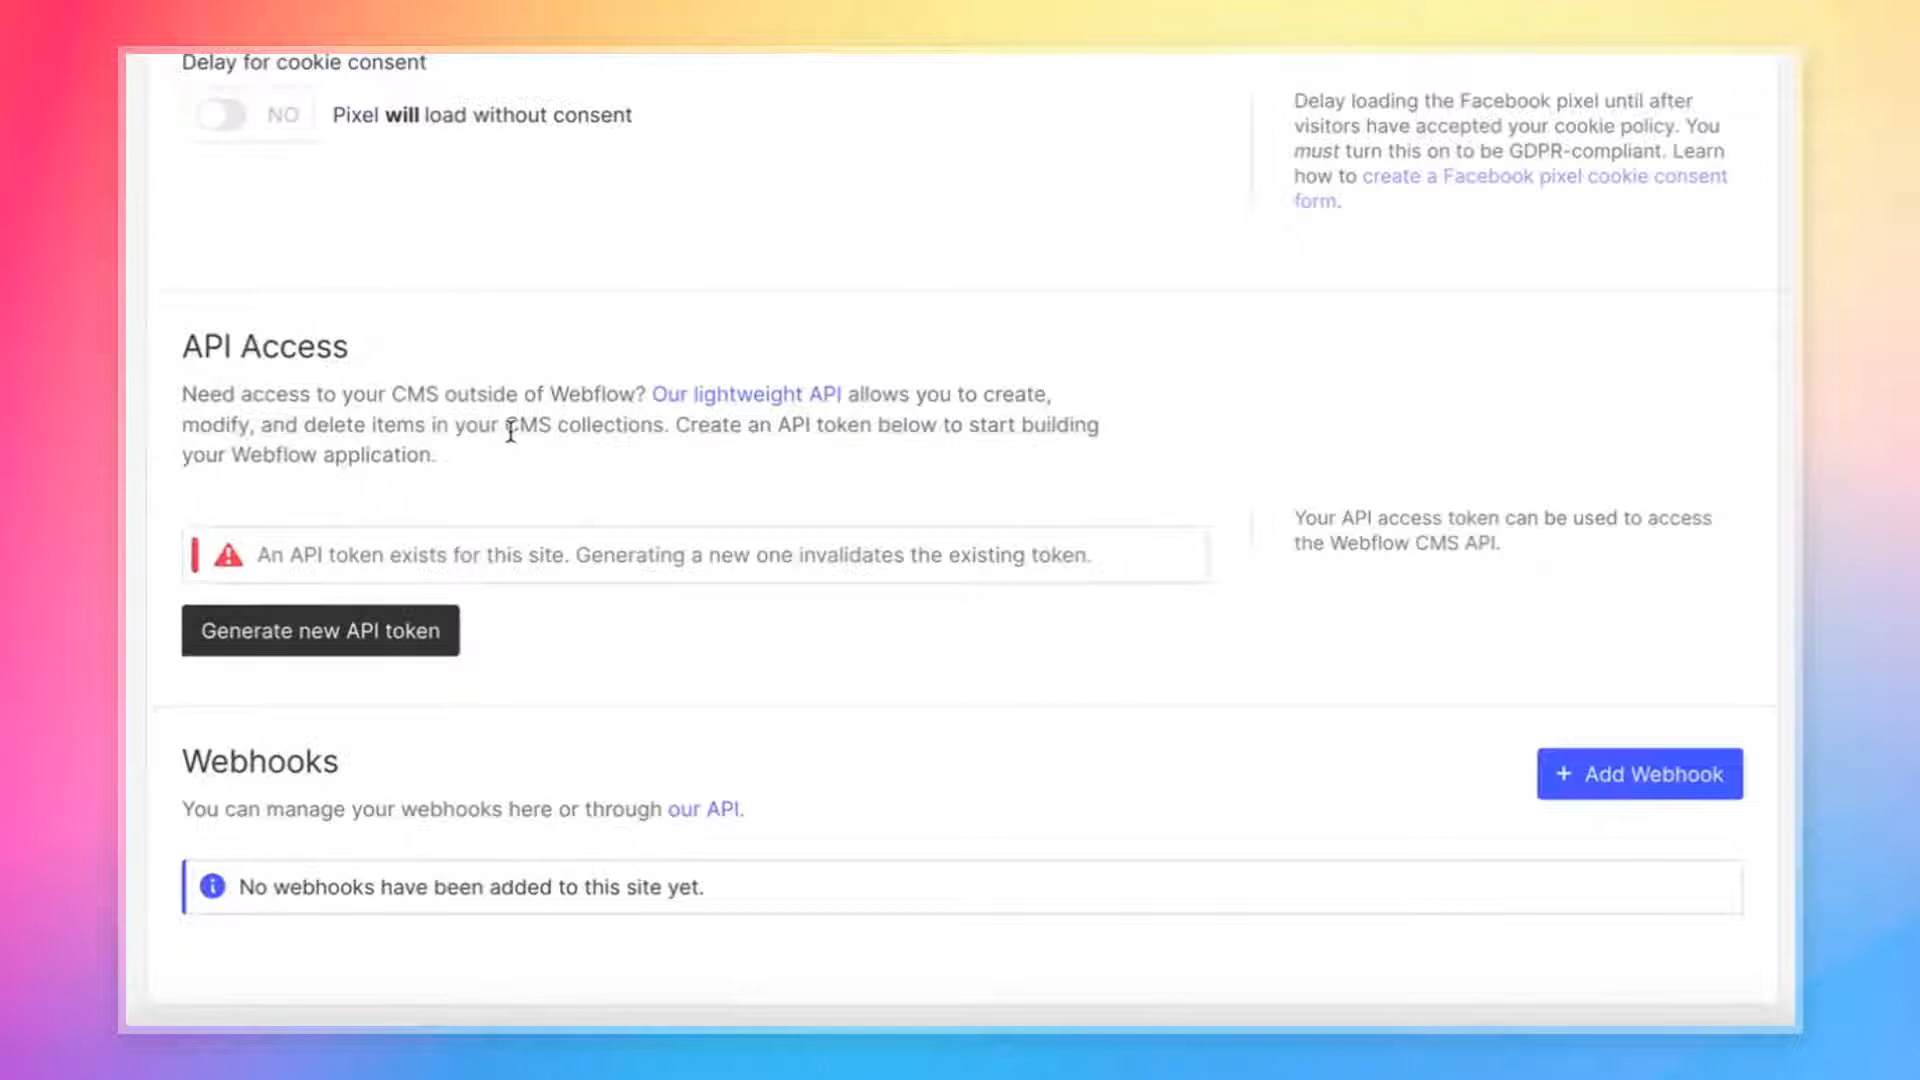 Delay for cookie consent
NO Pixel will load without consent
Delay loading the Facebook pixel until after
visitors have accepted your cookie policy. You
must turn this on to be GDPR-compliant. Learn
how to create a Facebook pixel cookie consent
form.
API Access
Need access to your CMS outside of Webflow? Our lightweight API allows you to create,
modify, and delete items in your CMS collections. Create an API token below to start building
your Webflow application.
An API token exists for this site. Generating a new one invalidates the existing token.
Your API access token can be used to access
the Webflow CMS API.
Generate new API token
Webhooks
+ Add Webhook
You can manage your webhooks here or through our API.
No webhooks have been added to this site yet.